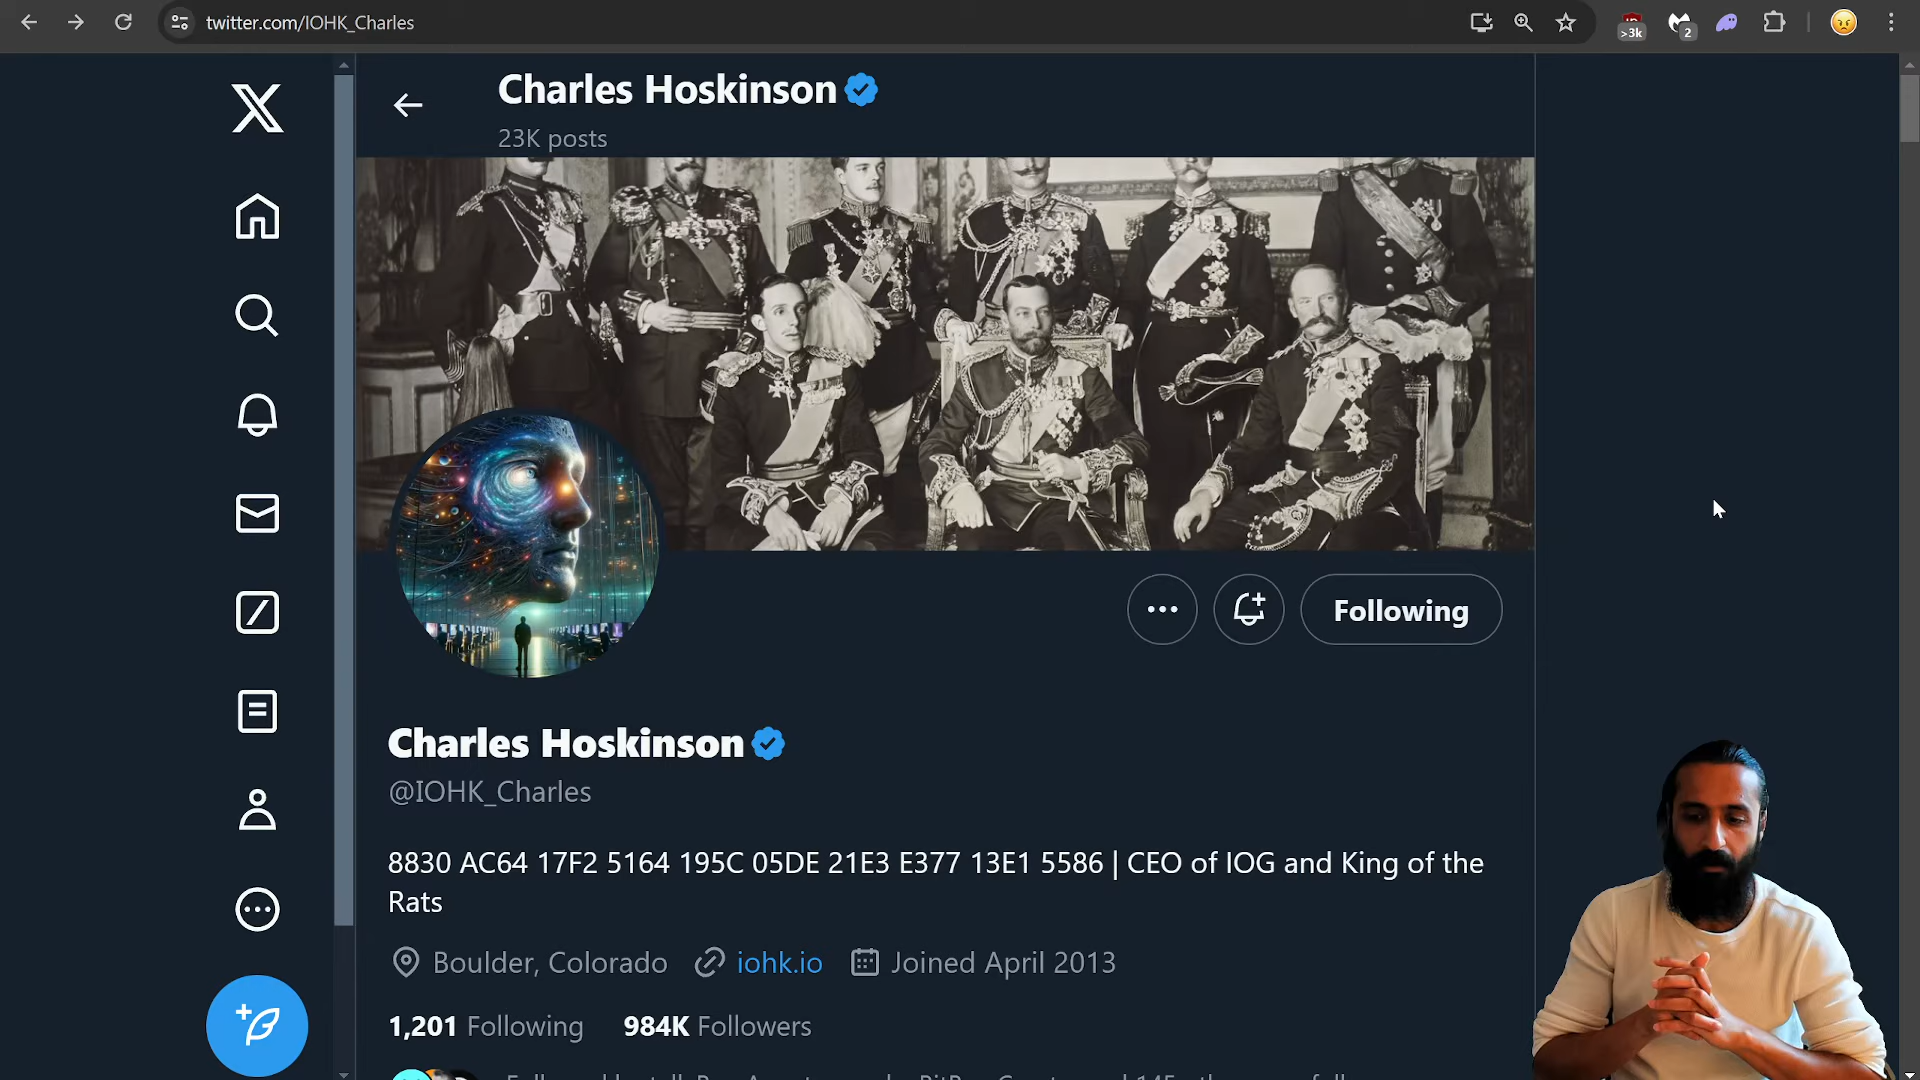 twitter.com/IOHK_Charles
>3k
2
Charles Hoskinson
23K posts
Following
Charles Hoskinson
@IOHK_Charles
8830 AC64 17F2 5164 195C 05DE 21E3 E377 13E1 5586 | CEO of IOG and King of the
Rats
Boulder, Colorado iohk.io Joined April 2013
1,201 Following 984K Followers